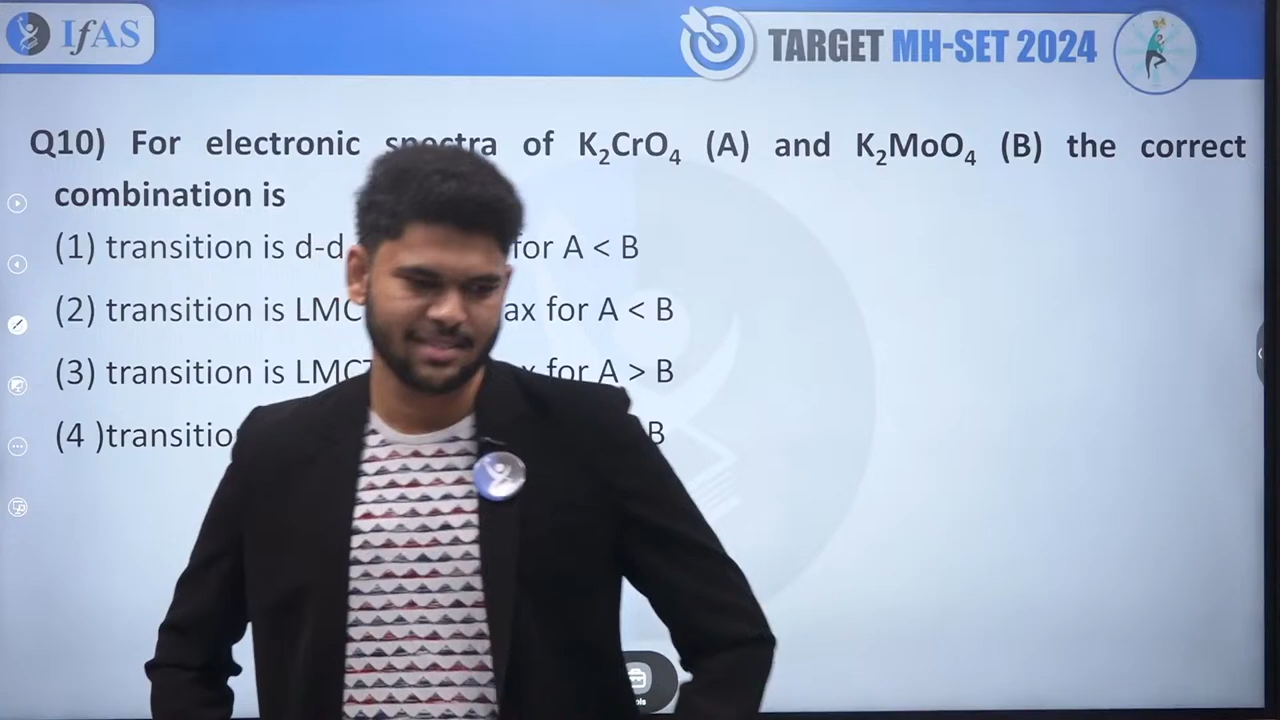 IfAS
TARGET MH-SET 2024
Q10) For electronic spectra of K₂CrO₄ (A) and K₂MoO₄ (B) the correct
combination is
(1) transition is d-d for A < B
(2) transition is LMC ax for A < B
(3) transition is LMCT for A > B
(4 )transitio B